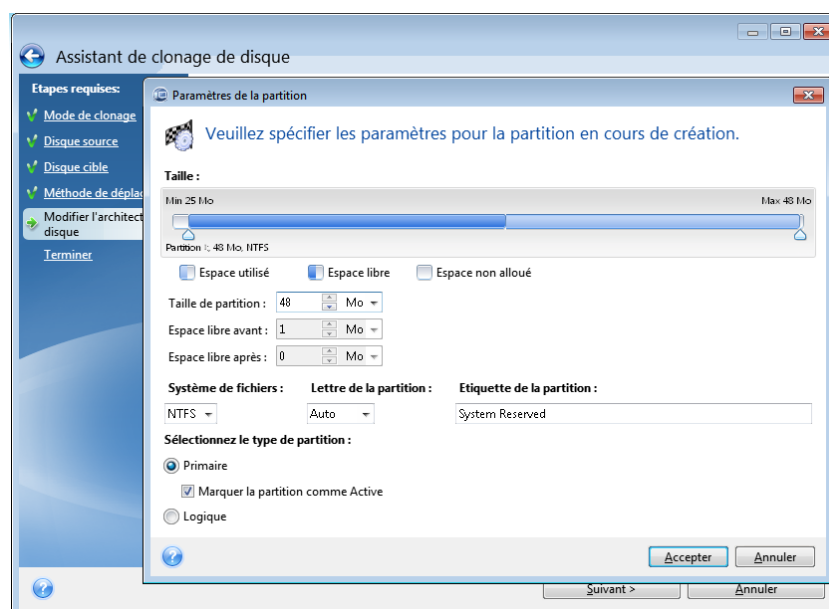 Assistant de clonage de disque
Etapes requises:
Mode de clonage
Disque source
Disque cible
Méthode de dépla
Modifier l'architect
disque
Terminer
Paramètres de la partition
Veuillez spécifier les paramètres pour la partition en cours de création.
Taille :
Min 25 Mo Max 48 Mo
Partition :, 48 Mo, NTFS
Espace utilisé Espace libre Espace non alloué
Taille de partition : 48 Mo
Espace libre avant : 1 Mo
Espace libre après : 0 Mo
Système de fichiers : Lettre de la partition : Etiquette de la partition :
NTFS Auto System Reserved
Sélectionnez le type de partition :
Primaire
Marquer la partition comme Active
Logique
Accepter Annuler
Suivant > Annuler